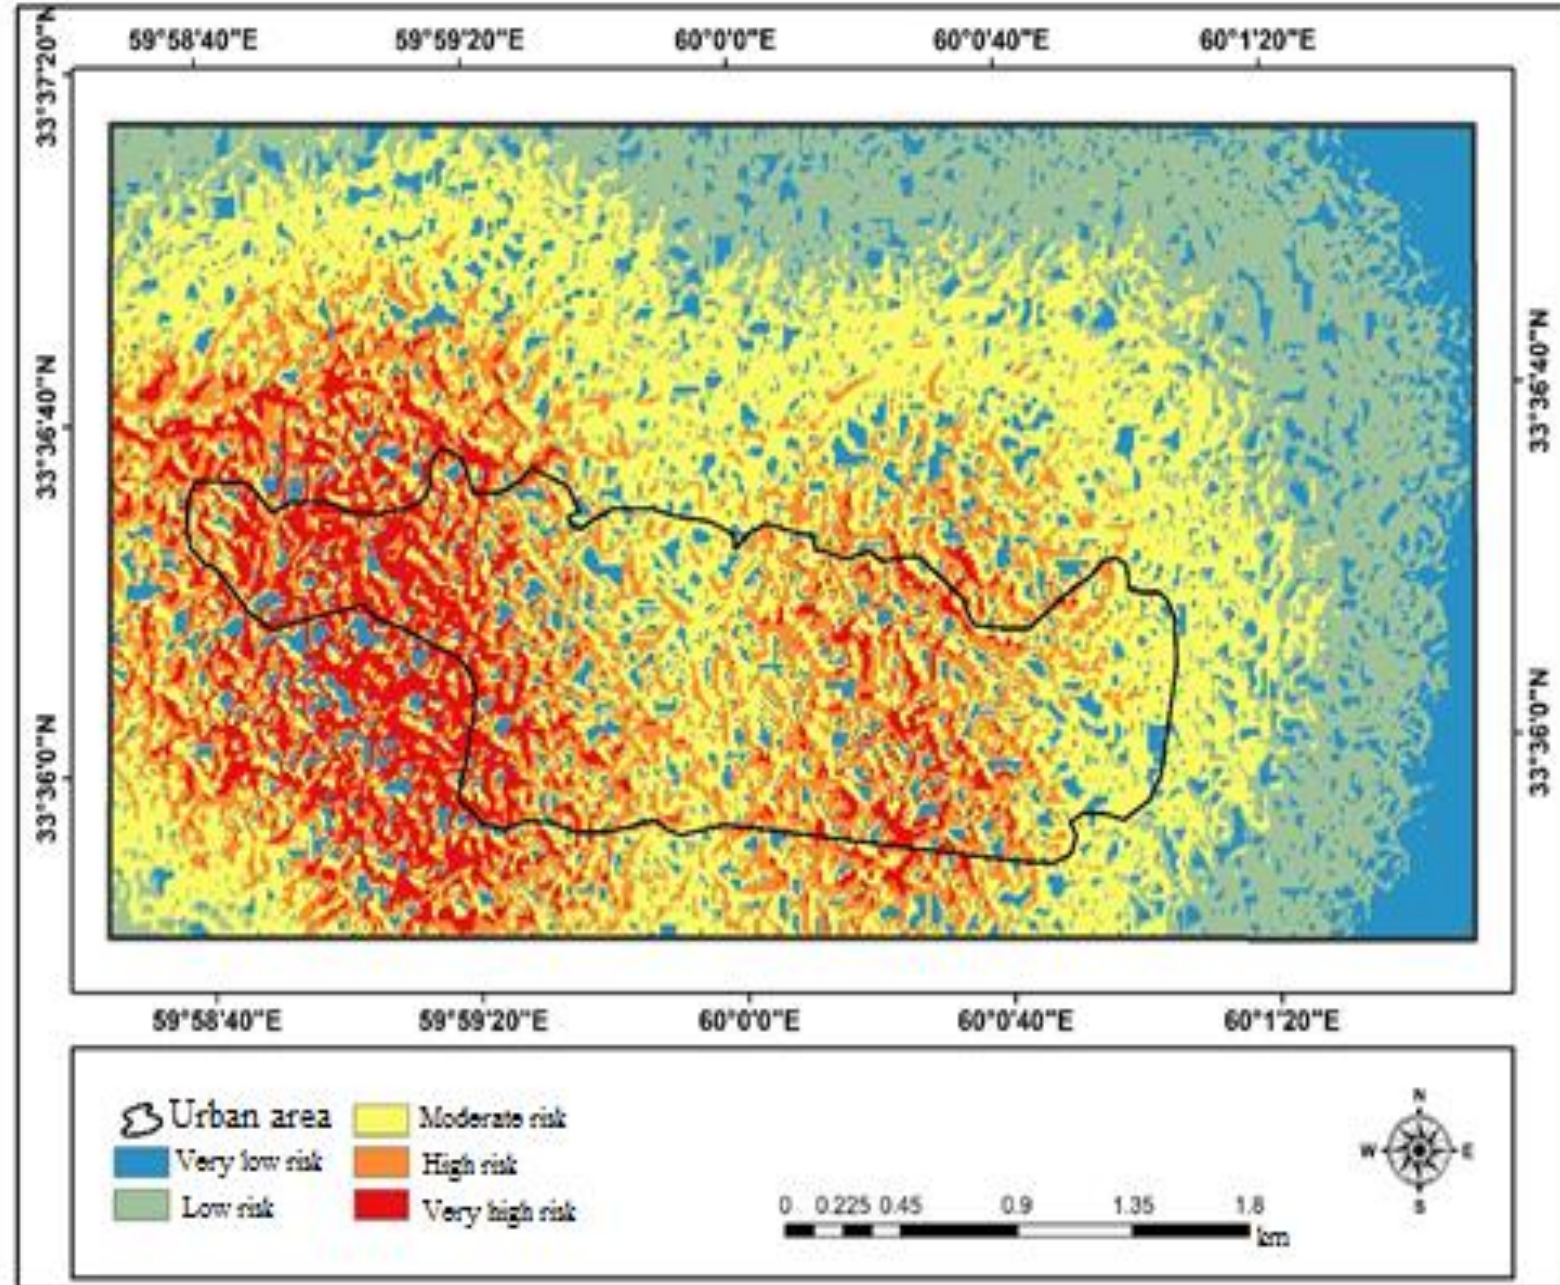 59°58'40"E 59°59'20"E 60°0'0"E 60°0'40"E 60°1'20"E
33°37'20"N
33°36'40"N
33°36'0"N
33°36'40"N
33°36'0"N
59°58'40"E 59°59'20"E 60°0'0"E 60°0'40"E 60°1'20"E
Urban area
Very low risk
Low risk
Moderate risk
High risk
Very high risk
0 0.225 0.45 0.9 1.35 1.8
km
N
W E
S